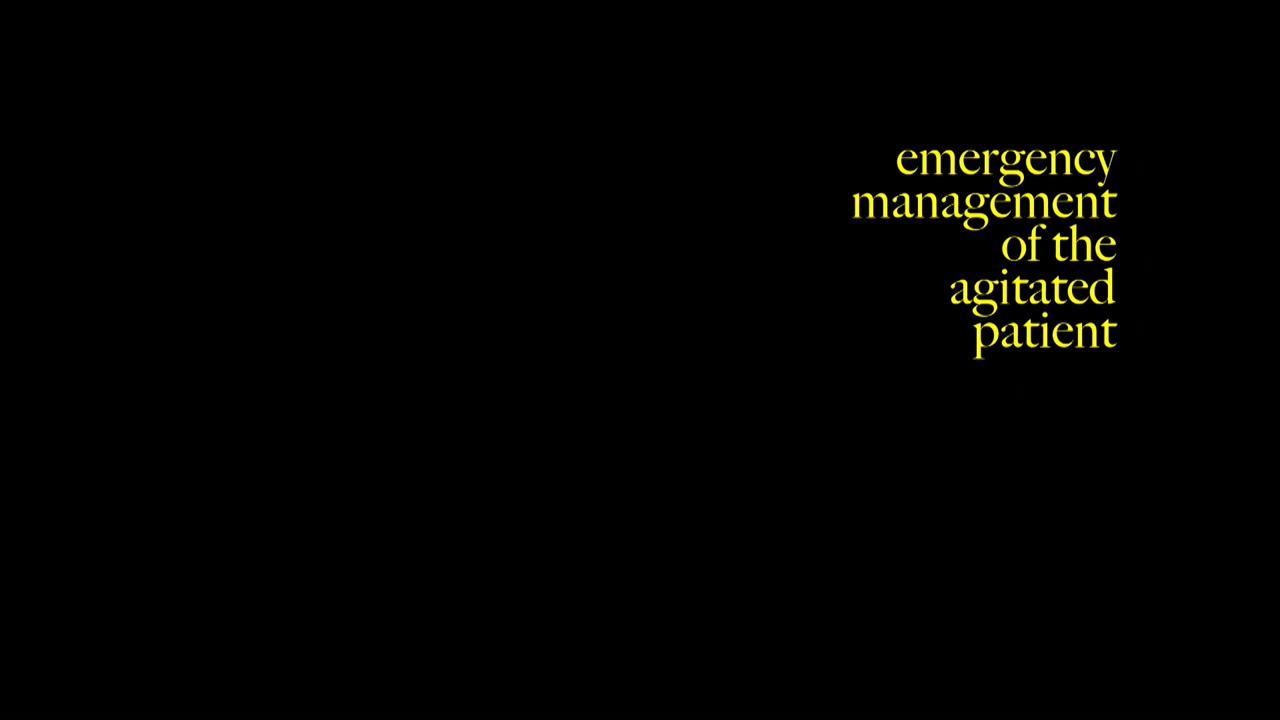 emergency
management
of the
agitated
patient